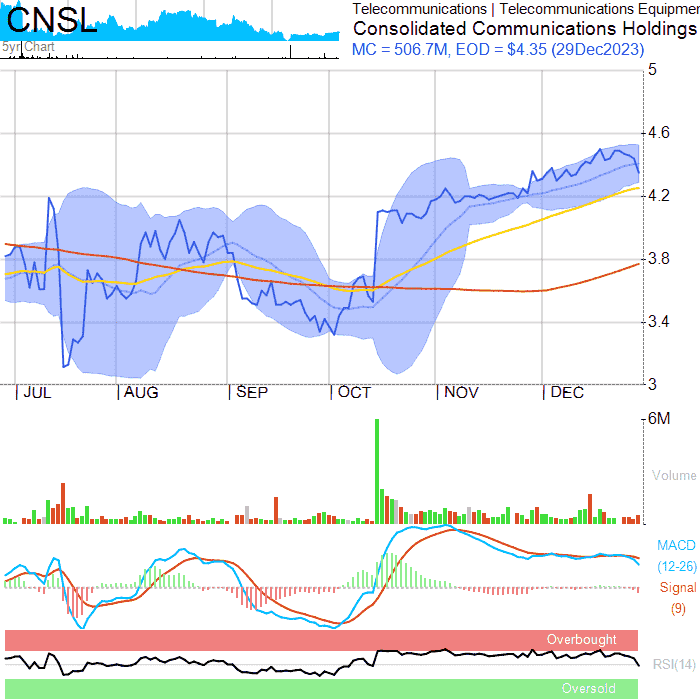 CNSL
5yr Chart
Telecommunications | Telecommunications Equipmen
Consolidated Communications Holdings
MC = 506.7M, EOD = $4.35 (29Dec2023)
5
4.6
4.2
3.8
3.4
3
JUL AUG SEP OCT NOV DEC
6M
Volume
MACD
(12-26)
Signal
(9)
Overbought
RSI(14)
Oversold